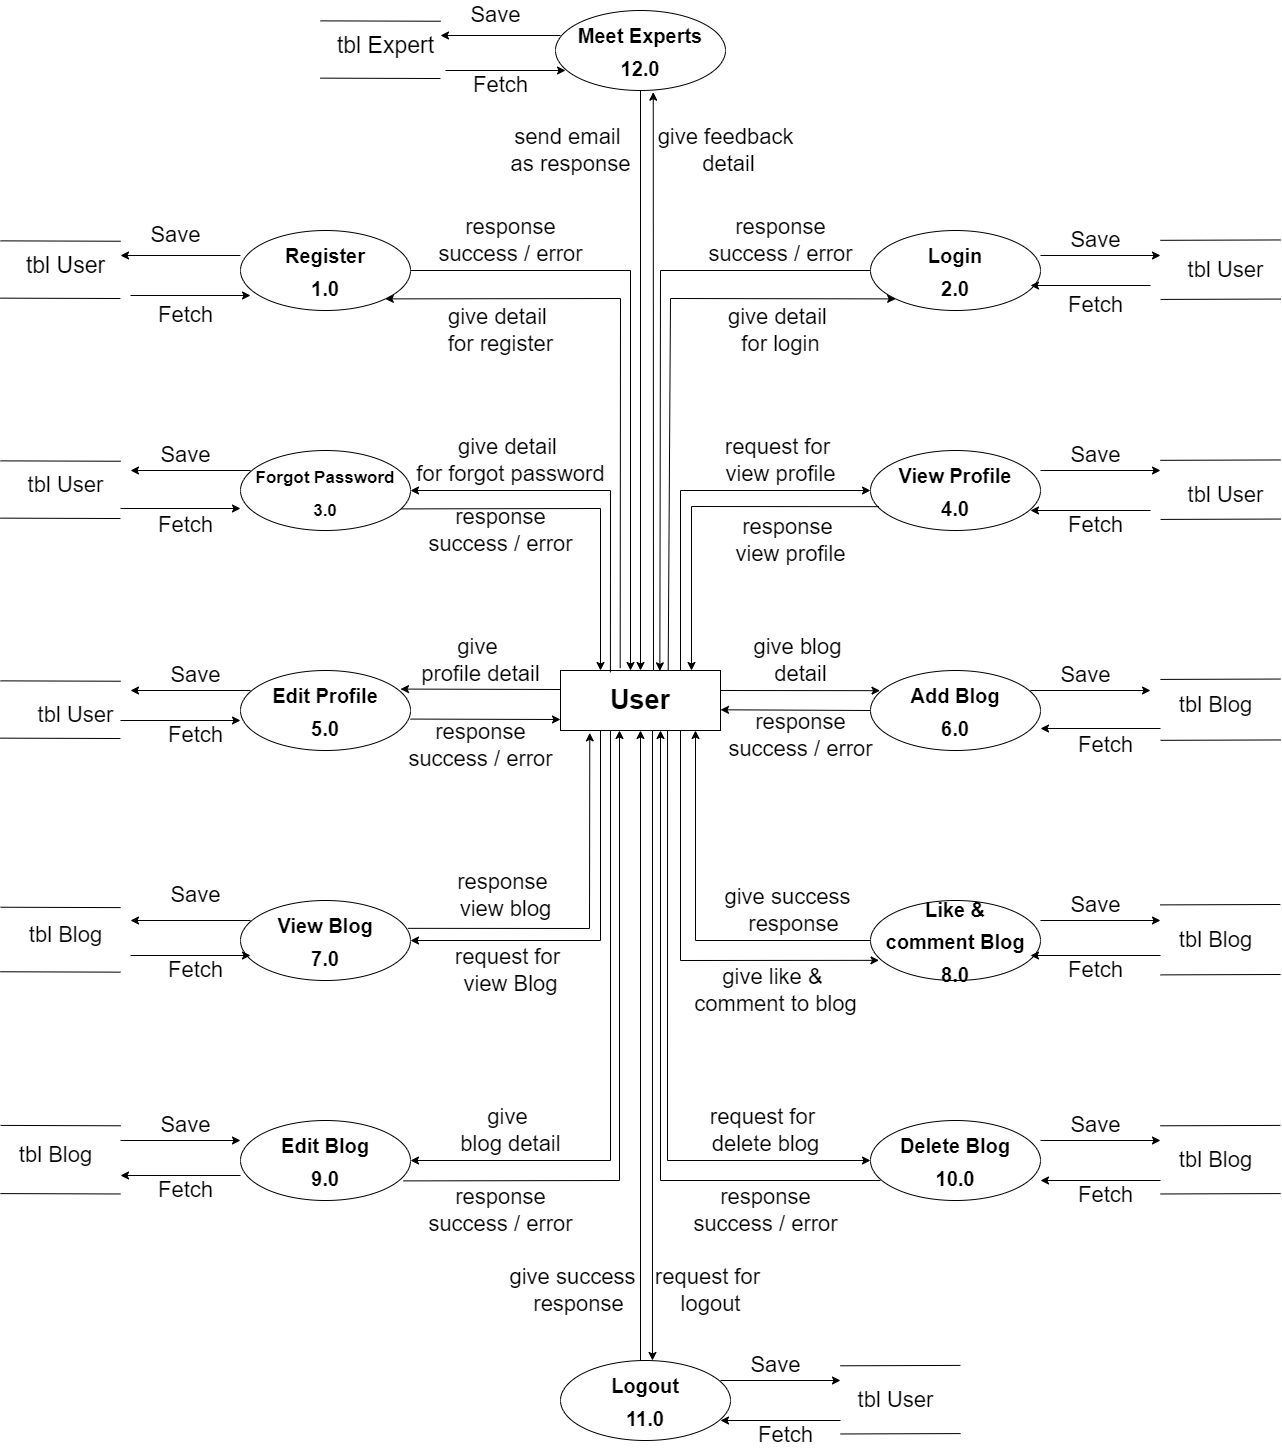 Save
tbl Expert
Fetch
Meet Experts
12.0
send email
as response
give feedback
detail
Save
tbl User
Fetch
Register
1.0
response
success / error
give detail
for register
response
success / error
give detail
for login
Login
2.0
Save
tbl User
Fetch
Save
tbl User
Fetch
Forgot Password
3.0
give detail
for forgot password
response
success / error
request for
view profile
response
view profile
View Profile
4.0
Save
tbl User
Fetch
Save
tbl User
Fetch
Edit Profile
5.0
give
profile detail
response
success / error
User
give blog
detail
response
success / error
Add Blog
6.0
Save
tbl Blog
Fetch
Save
tbl Blog
Fetch
View Blog
7.0
response
view blog
request for
view Blog
give success
response
give like &
comment to blog
Like &
comment Blog
8.0
Save
tbl Blog
Fetch
Save
tbl Blog
Fetch
Edit Blog
9.0
give
blog detail
response
success / error
request for
delete blog
response
success / error
Delete Blog
10.0
Save
tbl Blog
Fetch
give success
response
request for
logout
Logout
11.0
Save
tbl User
Fetch